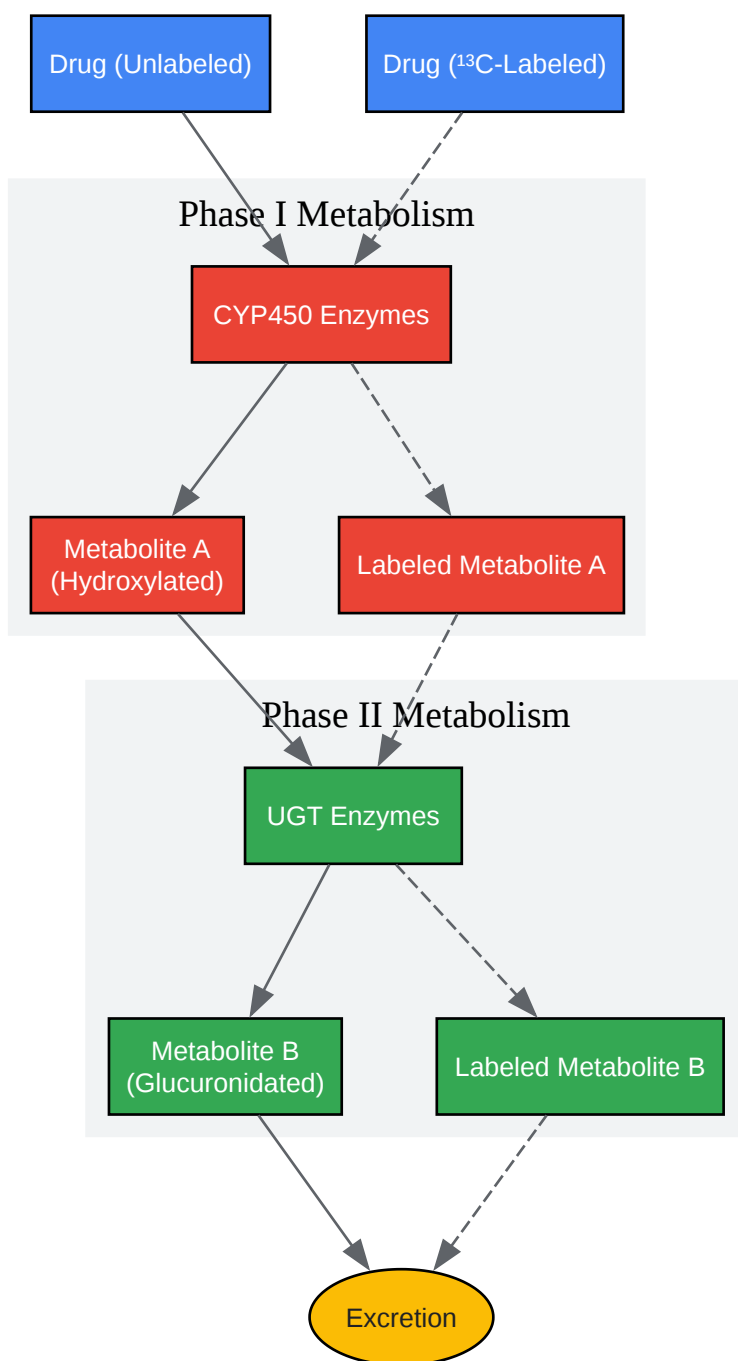 Drug (Unlabeled)
Drug (¹³C-Labeled)
Phase I Metabolism
CYP450 Enzymes
Metabolite A
(Hydroxylated)
Labeled Metabolite A
Phase II Metabolism
UGT Enzymes
Metabolite B
(Glucuronidated)
Labeled Metabolite B
Excretion